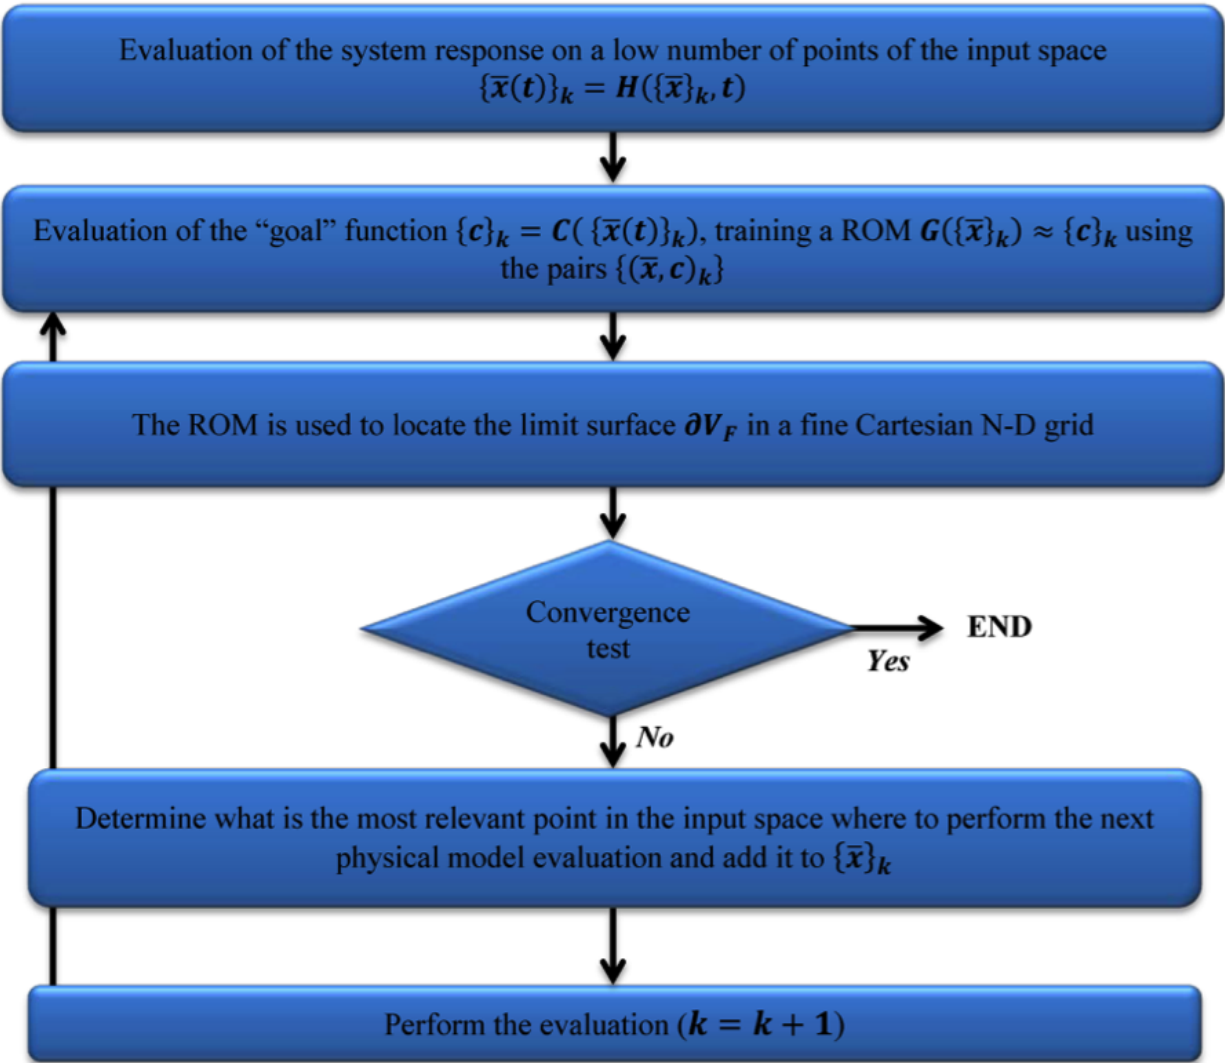 Evaluation of the system response on a low number of points of the input space
{x̅(t)}ₖ = H({x̅}ₖ, t)
Evaluation of the “goal” function {c}ₖ = C( {x̅(t)}ₖ), training a ROM G({x̅}ₖ) ≈ {c}ₖ using
the pairs {(x̅, c)ₖ}
The ROM is used to locate the limit surface ∂V_F in a fine Cartesian N-D grid
Convergence
test
END
Yes
No
Determine what is the most relevant point in the input space where to perform the next
physical model evaluation and add it to {x̅}ₖ
Perform the evaluation (k = k + 1)